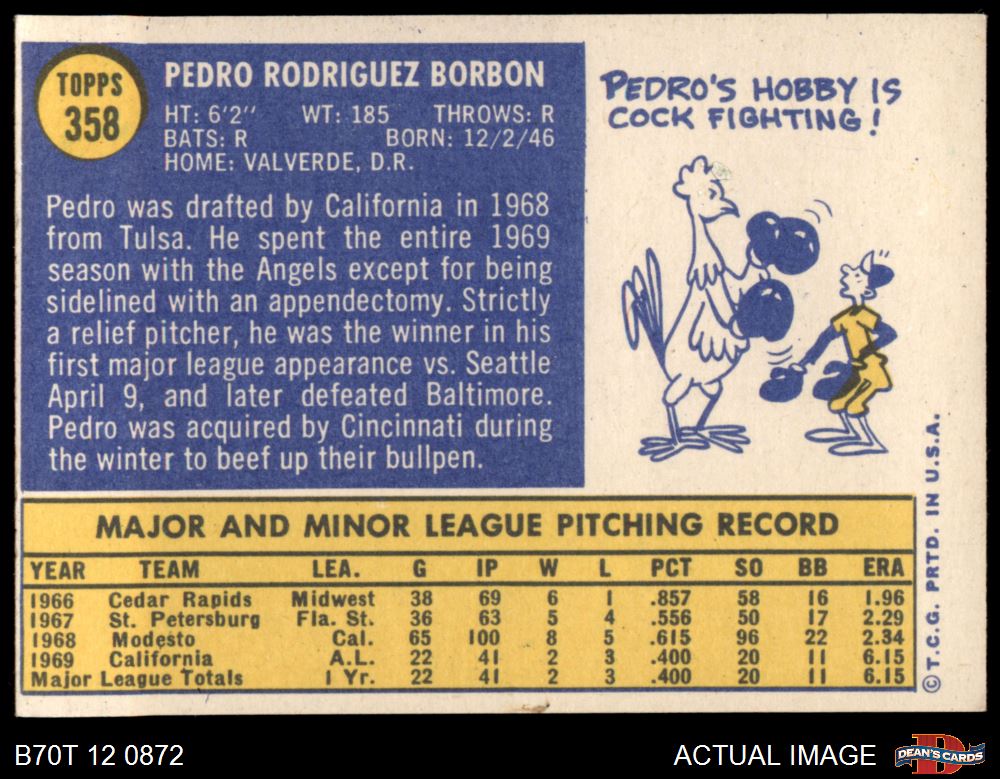 TOPPS
358
PEDRO RODRIGUEZ BORBON
HT: 6'2" WT: 185 THROWS: R
BATS: R BORN: 12/2/46
HOME: VALVERDE, D.R.
Pedro was drafted by California in 1968
from Tulsa. He spent the entire 1969
season with the Angels except for being
sidelined with an appendectomy. Strictly
a relief pitcher, he was the winner in his
first major league appearance vs. Seattle
April 9, and later defeated Baltimore.
Pedro was acquired by Cincinnati during
the winter to beef up their bullpen.
PEDRO'S HOBBY IS
COCK FIGHTING!
MAJOR AND MINOR LEAGUE PITCHING RECORD
YEAR TEAM LEA. G IP W L PCT SO BB ERA
1966 Cedar Rapids Midwest 38 69 6 1 .857 58 16 1.96
1967 St. Petersburg Fla. St. 36 63 5 4 .556 50 17 2.29
1968 Modesto Cal. 65 100 8 5 .615 96 22 2.34
1969 California A.L. 22 41 2 3 .400 20 11 6.15
Major League Totals 1 Yr. 22 41 2 3 .400 20 11 6.15
© T.C.G. PRTD. IN U.S.A.
B70T 12 0872
ACTUAL IMAGE
DEAN'S CARDS